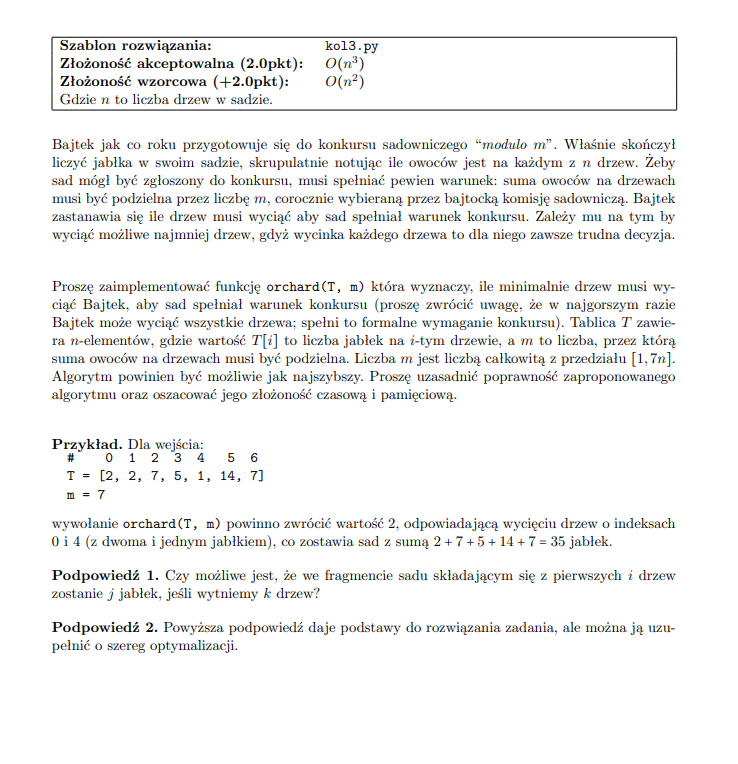 Szablon rozwiązania: kol3.py
Złożoność akceptowalna (2.0pkt): O(n³)
Złożoność wzorcowa (+2.0pkt): O(n²)
Gdzie n to liczba drzew w sadzie.
Bajtek jak co roku przygotowuje się do konkursu sadowniczego “modulo m”. Właśnie skończył
liczyć jabłka w swoim sadzie, skrupulatnie notując ile owoców jest na każdym z n drzew. Żeby
sad mógł być zgłoszony do konkursu, musi spełniać pewien warunek: suma owoców na drzewach
musi być podzielna przez liczbę m, corocznie wybieraną przez bajtocką komisję sadowniczą. Bajtek
zastanawia się ile drzew musi wyciąć aby sad spełniał warunek konkursu. Zależy mu na tym by
wyciąć możliwe najmniej drzew, gdyż wycinka każdego drzewa to dla niego zawsze trudna decyzja.
Proszę zaimplementować funkcję orchard(T, m) która wyznaczy, ile minimalnie drzew musi wy-
ciąć Bajtek, aby sad spełniał warunek konkursu (proszę zwrócić uwagę, że w najgorszym razie
Bajtek może wyciąć wszystkie drzewa; spełni to formalne wymaganie konkursu). Tablica T zawie-
ra n-elementów, gdzie wartość T[i] to liczba jabłek na i-tym drzewie, a m to liczba, przez którą
suma owoców na drzewach musi być podzielna. Liczba m jest liczbą całkowitą z przedziału [1, 7n].
Algorytm powinien być możliwie jak najszybszy. Proszę uzasadnić poprawność zaproponowanego
algorytmu oraz oszacować jego złożoność czasową i pamięciową.
Przykład. Dla wejścia:
# 0 1 2 3 4 5 6
T = [2, 2, 7, 5, 1, 14, 7]
m = 7
wywołanie orchard(T, m) powinno zwrócić wartość 2, odpowiadającą wycięciu drzew o indeksach
0 i 4 (z dwoma i jednym jabłkiem), co zostawia sad z sumą 2 + 7 + 5 + 14 + 7 = 35 jabłek.
Podpowiedź 1. Czy możliwe jest, że we fragmencie sadu składającym się z pierwszych i drzew
zostanie j jabłek, jeśli wytniemy k drzew?
Podpowiedź 2. Powyższa podpowiedź daje podstawy do rozwiązania zadania, ale można ją uzu-
pełnić o szereg optymalizacji.